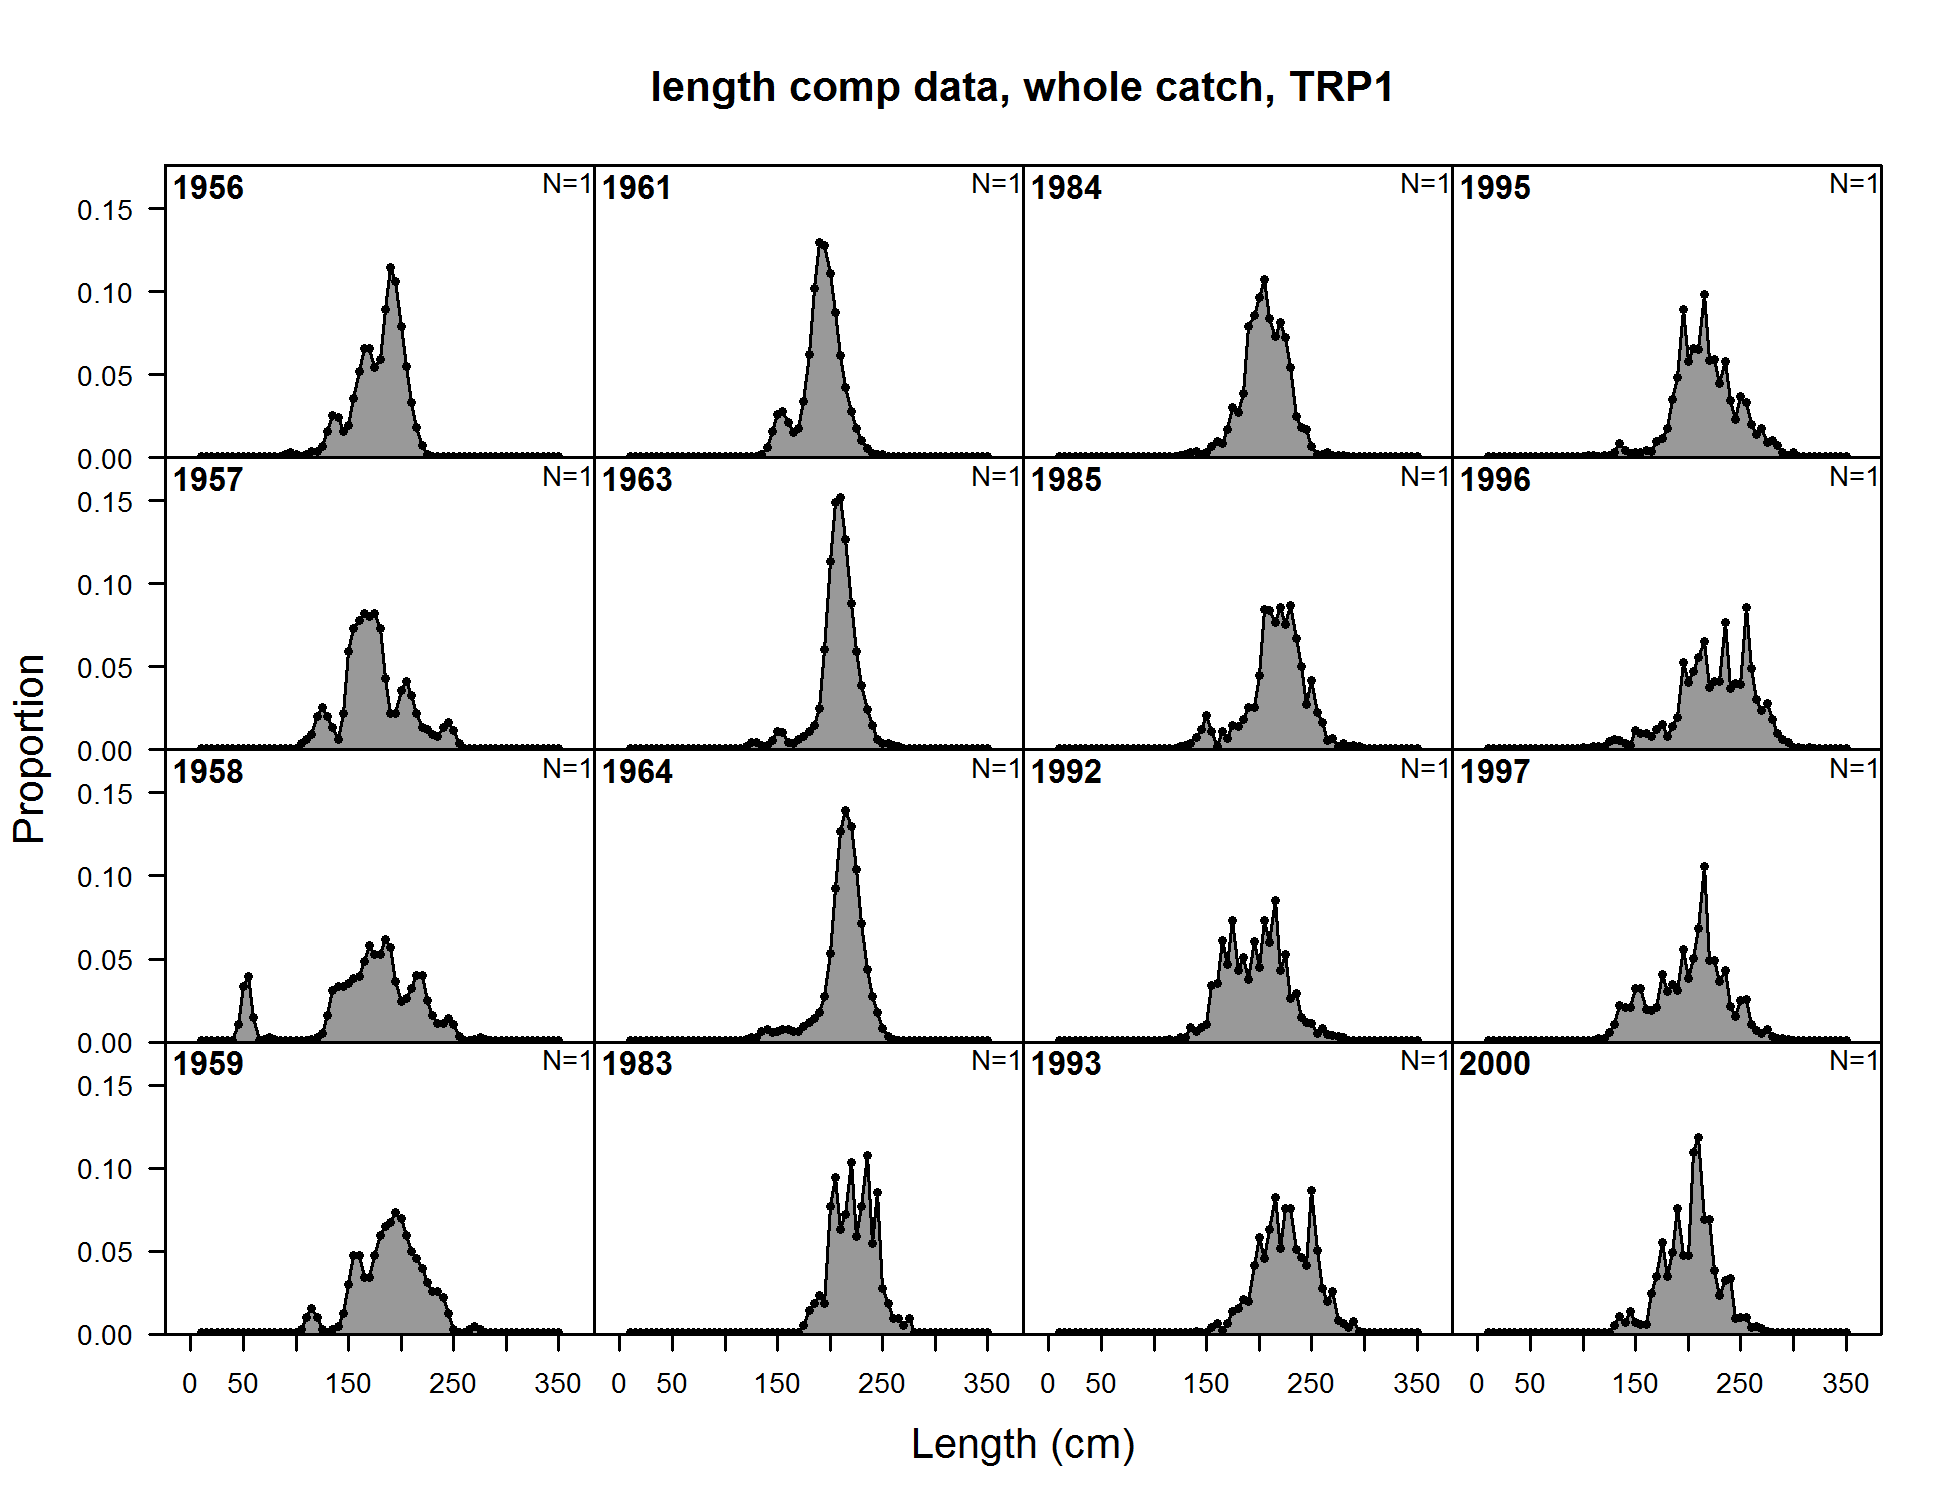 length comp data, whole catch, TRP1
1956 N=1 1961 N=1 1984 N=1 1995 N=1
0.15
0.10
0.05
0.00
1957 N=1 1963 N=1 1985 N=1 1996 N=1
0.15
0.10
0.05
0.00
1958 N=1 1964 N=1 1992 N=1 1997 N=1
0.15
0.10
0.05
0.00
1959 N=1 1983 N=1 1993 N=1 2000 N=1
0.15
0.10
0.05
0.00
Proportion
0 50 150 250 350 0 50 150 250 350 0 50 150 250 350 0 50 150 250 350
Length (cm)